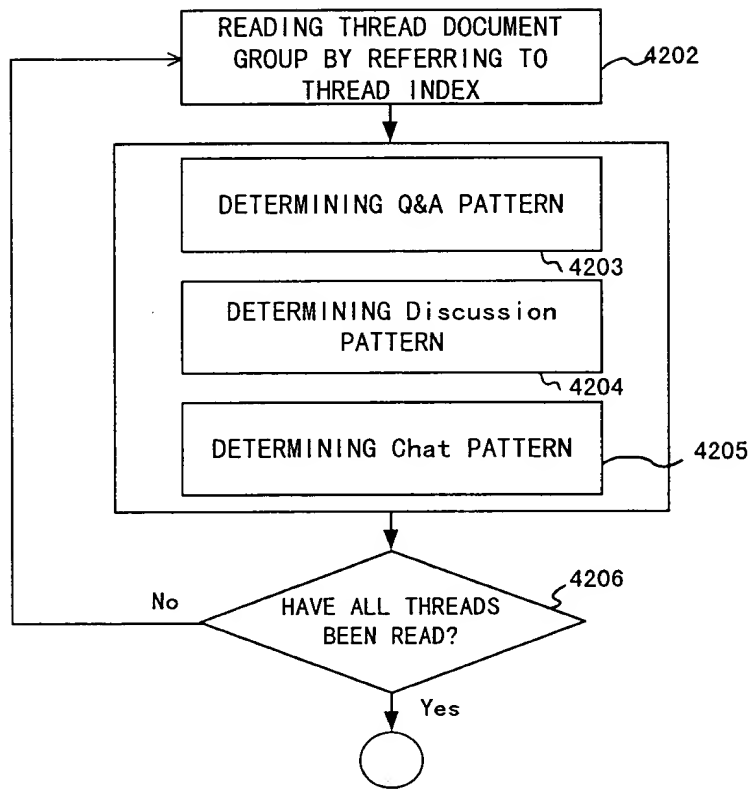 READING THREAD DOCUMENT
GROUP BY REFERRING TO
THREAD INDEX
4202
DETERMINING Q&A PATTERN
4203
DETERMINING Discussion
PATTERN
4204
DETERMINING Chat PATTERN
4205
4206
No
HAVE ALL THREADS
BEEN READ?
Yes